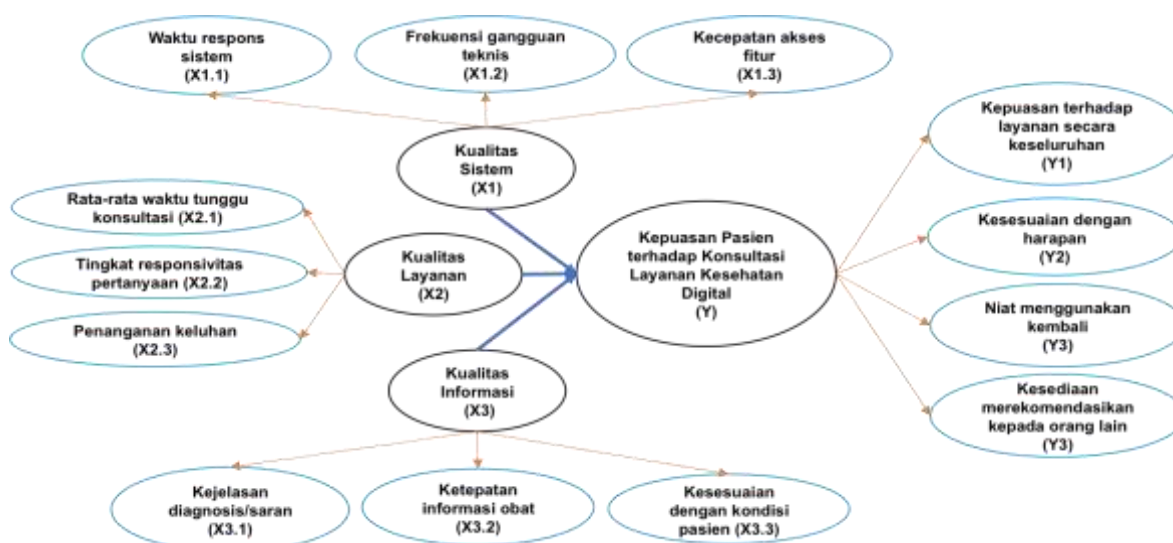 Waktu respons
sistem
(X1.1)
Frekuensi gangguan
teknis
(X1.2)
Kecepatan akses
fitur
(X1.3)
Kualitas
Sistem
(X1)
Rata-rata waktu tunggu
konsultasi (X2.1)
Tingkat responsivitas
pertanyaan (X2.2)
Penanganan keluhan
(X2.3)
Kualitas
Layanan
(X2)
Kepuasan Pasien
terhadap Konsultasi
Layanan Kesehatan
Digital
(Y)
Kepuasan terhadap
layanan secara
keseluruhan
(Y1)
Kesesuaian dengan
harapan
(Y2)
Niat menggunakan
kembali
(Y3)
Kesediaan
merekomendasikan
kepada orang lain
(Y3)
Kualitas
Informasi
(X3)
Kejelasan
diagnosis/saran
(X3.1)
Ketepatan
informasi obat
(X3.2)
Kesesuaian
dengan kondisi
pasien (X3.3)